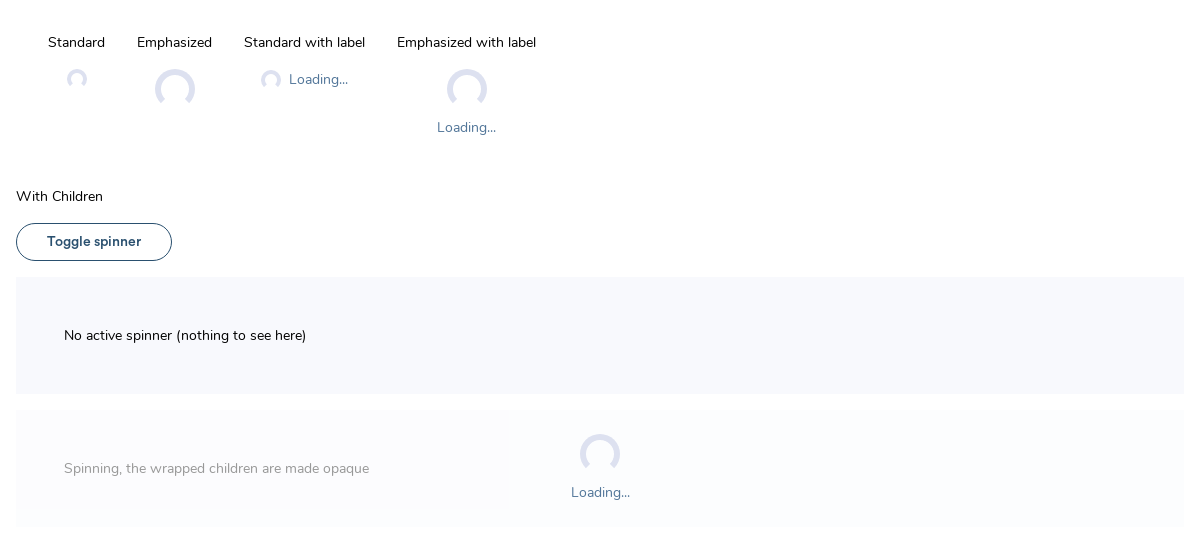 Standard
Emphasized
Standard with label
Emphasized with label
Loading...
Loading...
With Children
Toggle spinner
No active spinner (nothing to see here)
Spinning, the wrapped children are made opaque
Loading...